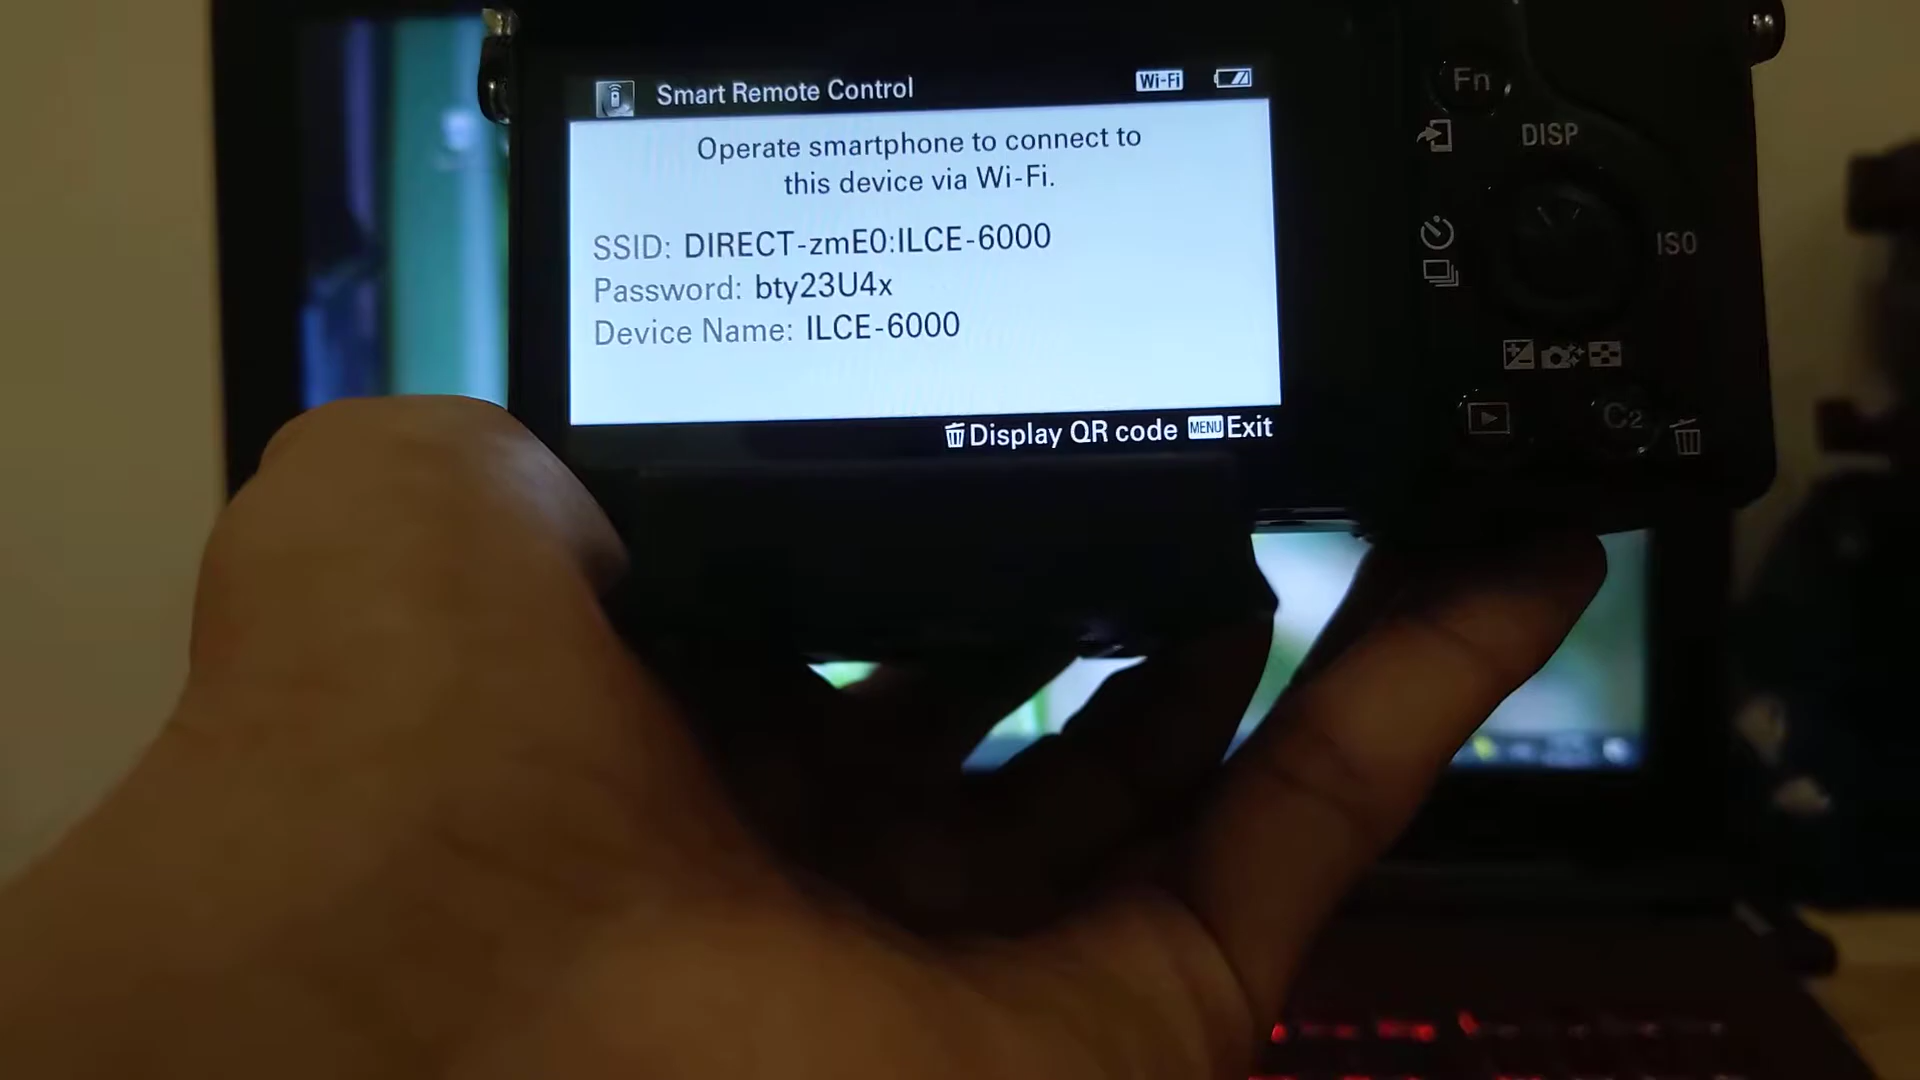 Smart Remote Control Wi-Fi
Operate smartphone to connect to
this device via Wi-Fi.
SSID: DIRECT-zmE0:ILCE-6000
Password: bty23U4x
Device Name: ILCE-6000
Display QR code MENU Exit
Fn
DISP
ISO
C2